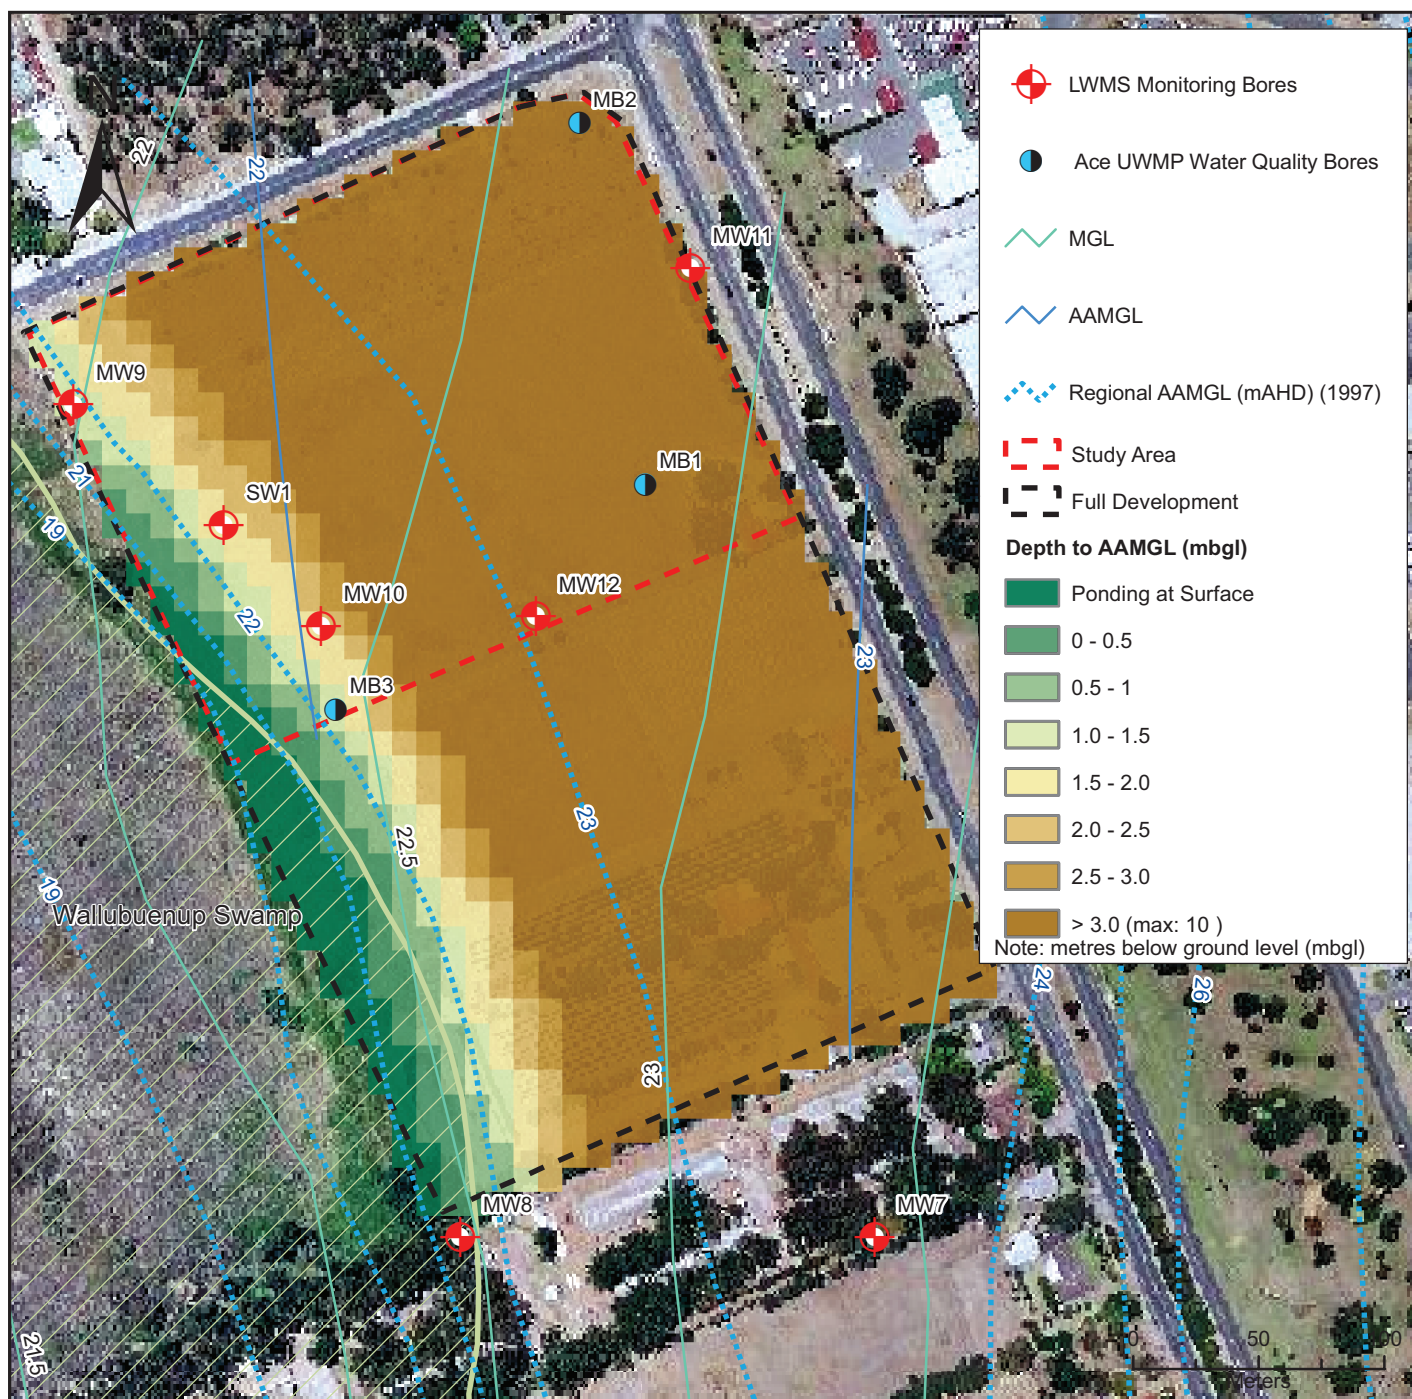 LWMS Monitoring Bores
Ace UWMP Water Quality Bores
MGL
AAMGL
Regional AAMGL (mAHD) (1997)
Study Area
Full Development
Depth to AAMGL (mbgl)
Ponding at Surface
0 - 0.5
0.5 - 1
1.0 - 1.5
1.5 - 2.0
2.0 - 2.5
2.5 - 3.0
> 3.0 (max: 10 )
Note: metres below ground level (mbgl)
MB2
22
22
MW11
MW9
MB1
21
SW1
19
MW10
MW12
22
23
MB3
23
22.5
19
Wallubuenup Swamp
24
26
23
MW8
MW7
21.5
0
50
Meters